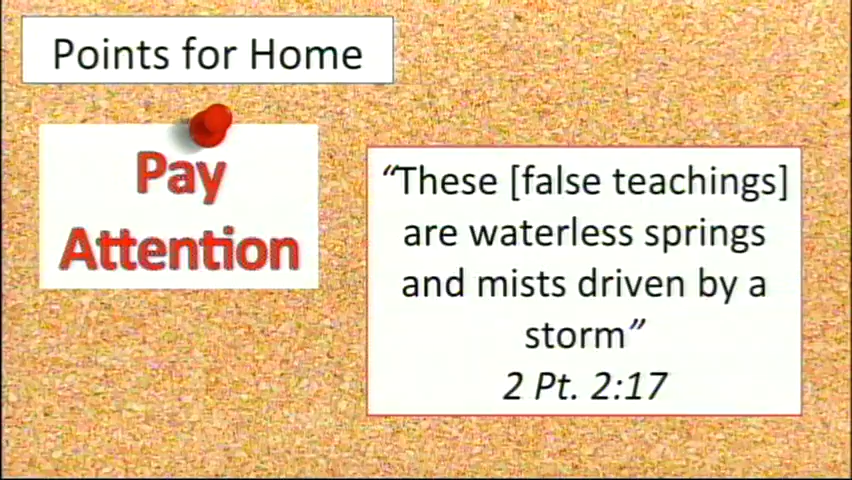 Points for Home
Pay
Attention
“These [false teachings]
are waterless springs
and mists driven by a
storm”
2 Pt. 2:17